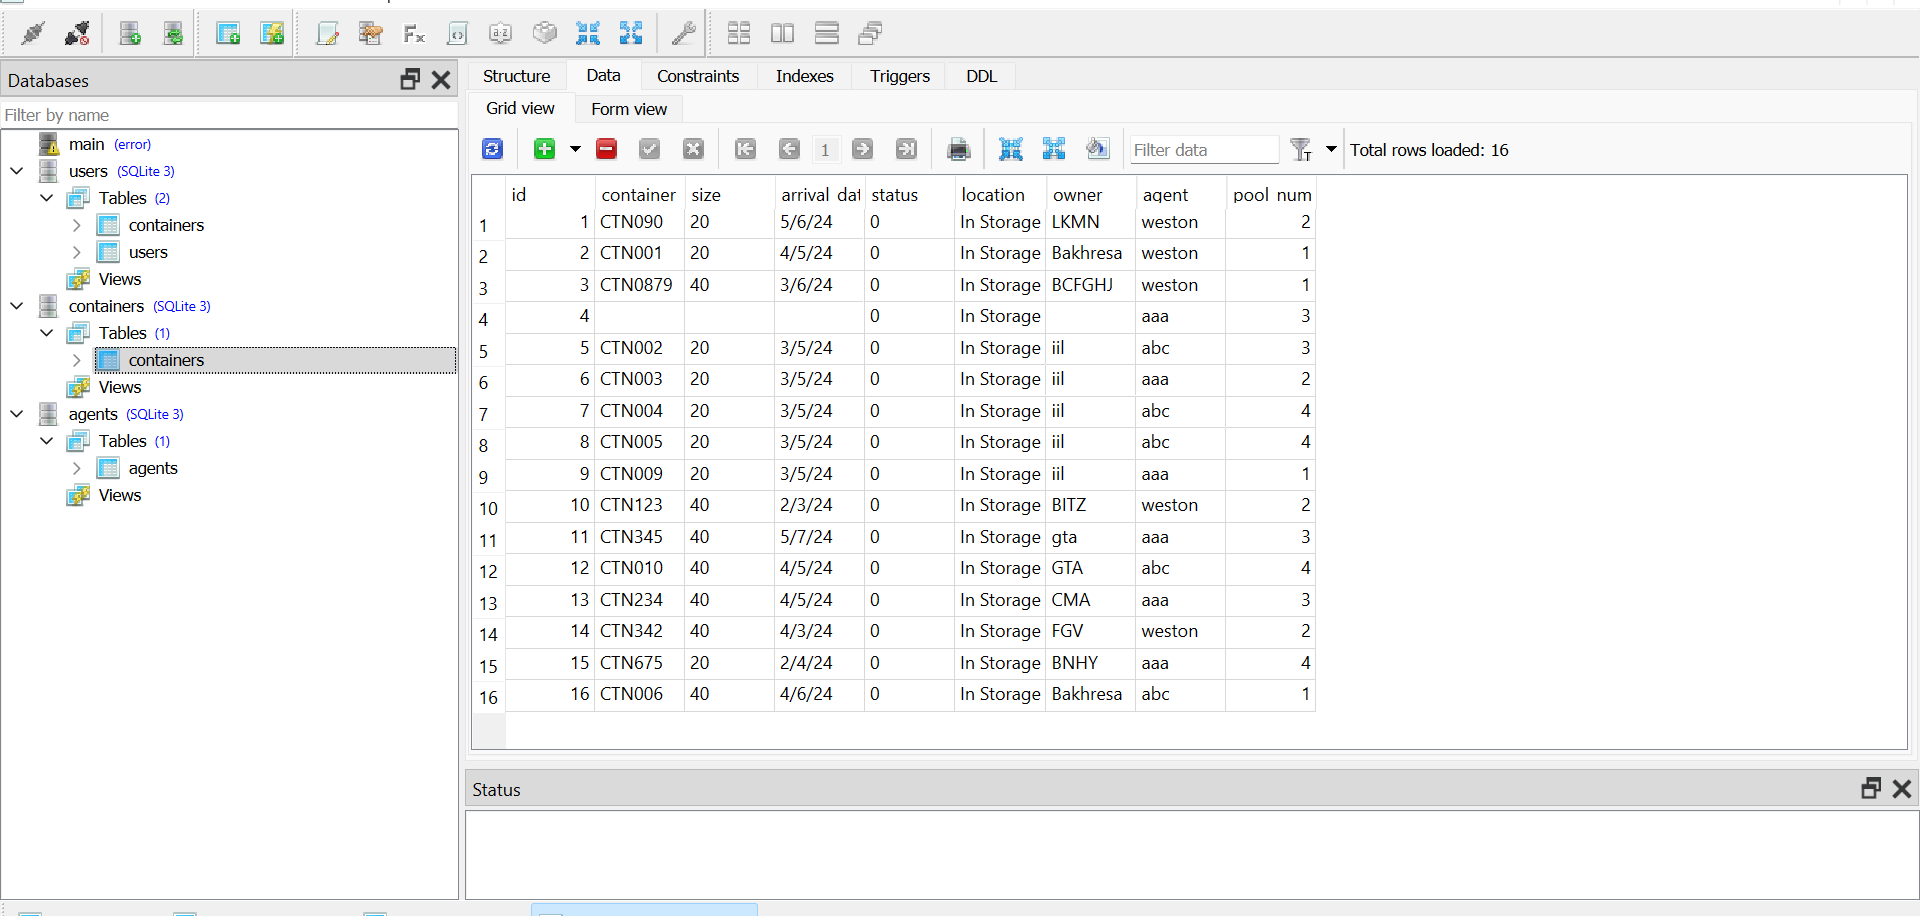 Databases
Filter by name
main (error)
users (SQLite 3)
Tables (2)
containers
users
Views
containers (SQLite 3)
Tables (1)
containers
Views
agents (SQLite 3)
Tables (1)
agents
Views
Structure Data Constraints Indexes Triggers DDL
Grid view Form view
1 Filter data Total rows loaded: 16
id container size arrival_dat status location owner agent pool_num
1 1 CTN090 20 5/6/24 0 In Storage LKMN weston 2
2 2 CTN001 20 4/5/24 0 In Storage Bakhresa weston 1
3 3 CTN0879 40 3/6/24 0 In Storage BCFGHJ weston 1
4 4 0 In Storage aaa 3
5 5 CTN002 20 3/5/24 0 In Storage iil abc 3
6 6 CTN003 20 3/5/24 0 In Storage iil aaa 2
7 7 CTN004 20 3/5/24 0 In Storage iil abc 4
8 8 CTN005 20 3/5/24 0 In Storage iil abc 4
9 9 CTN009 20 3/5/24 0 In Storage iil aaa 1
10 10 CTN123 40 2/3/24 0 In Storage BITZ weston 2
11 11 CTN345 40 5/7/24 0 In Storage gta aaa 3
12 12 CTN010 40 4/5/24 0 In Storage GTA abc 4
13 13 CTN234 40 4/5/24 0 In Storage CMA aaa 3
14 14 CTN342 40 4/3/24 0 In Storage FGV weston 2
15 15 CTN675 20 2/4/24 0 In Storage BNHY aaa 4
16 16 CTN006 40 4/6/24 0 In Storage Bakhresa abc 1
Status